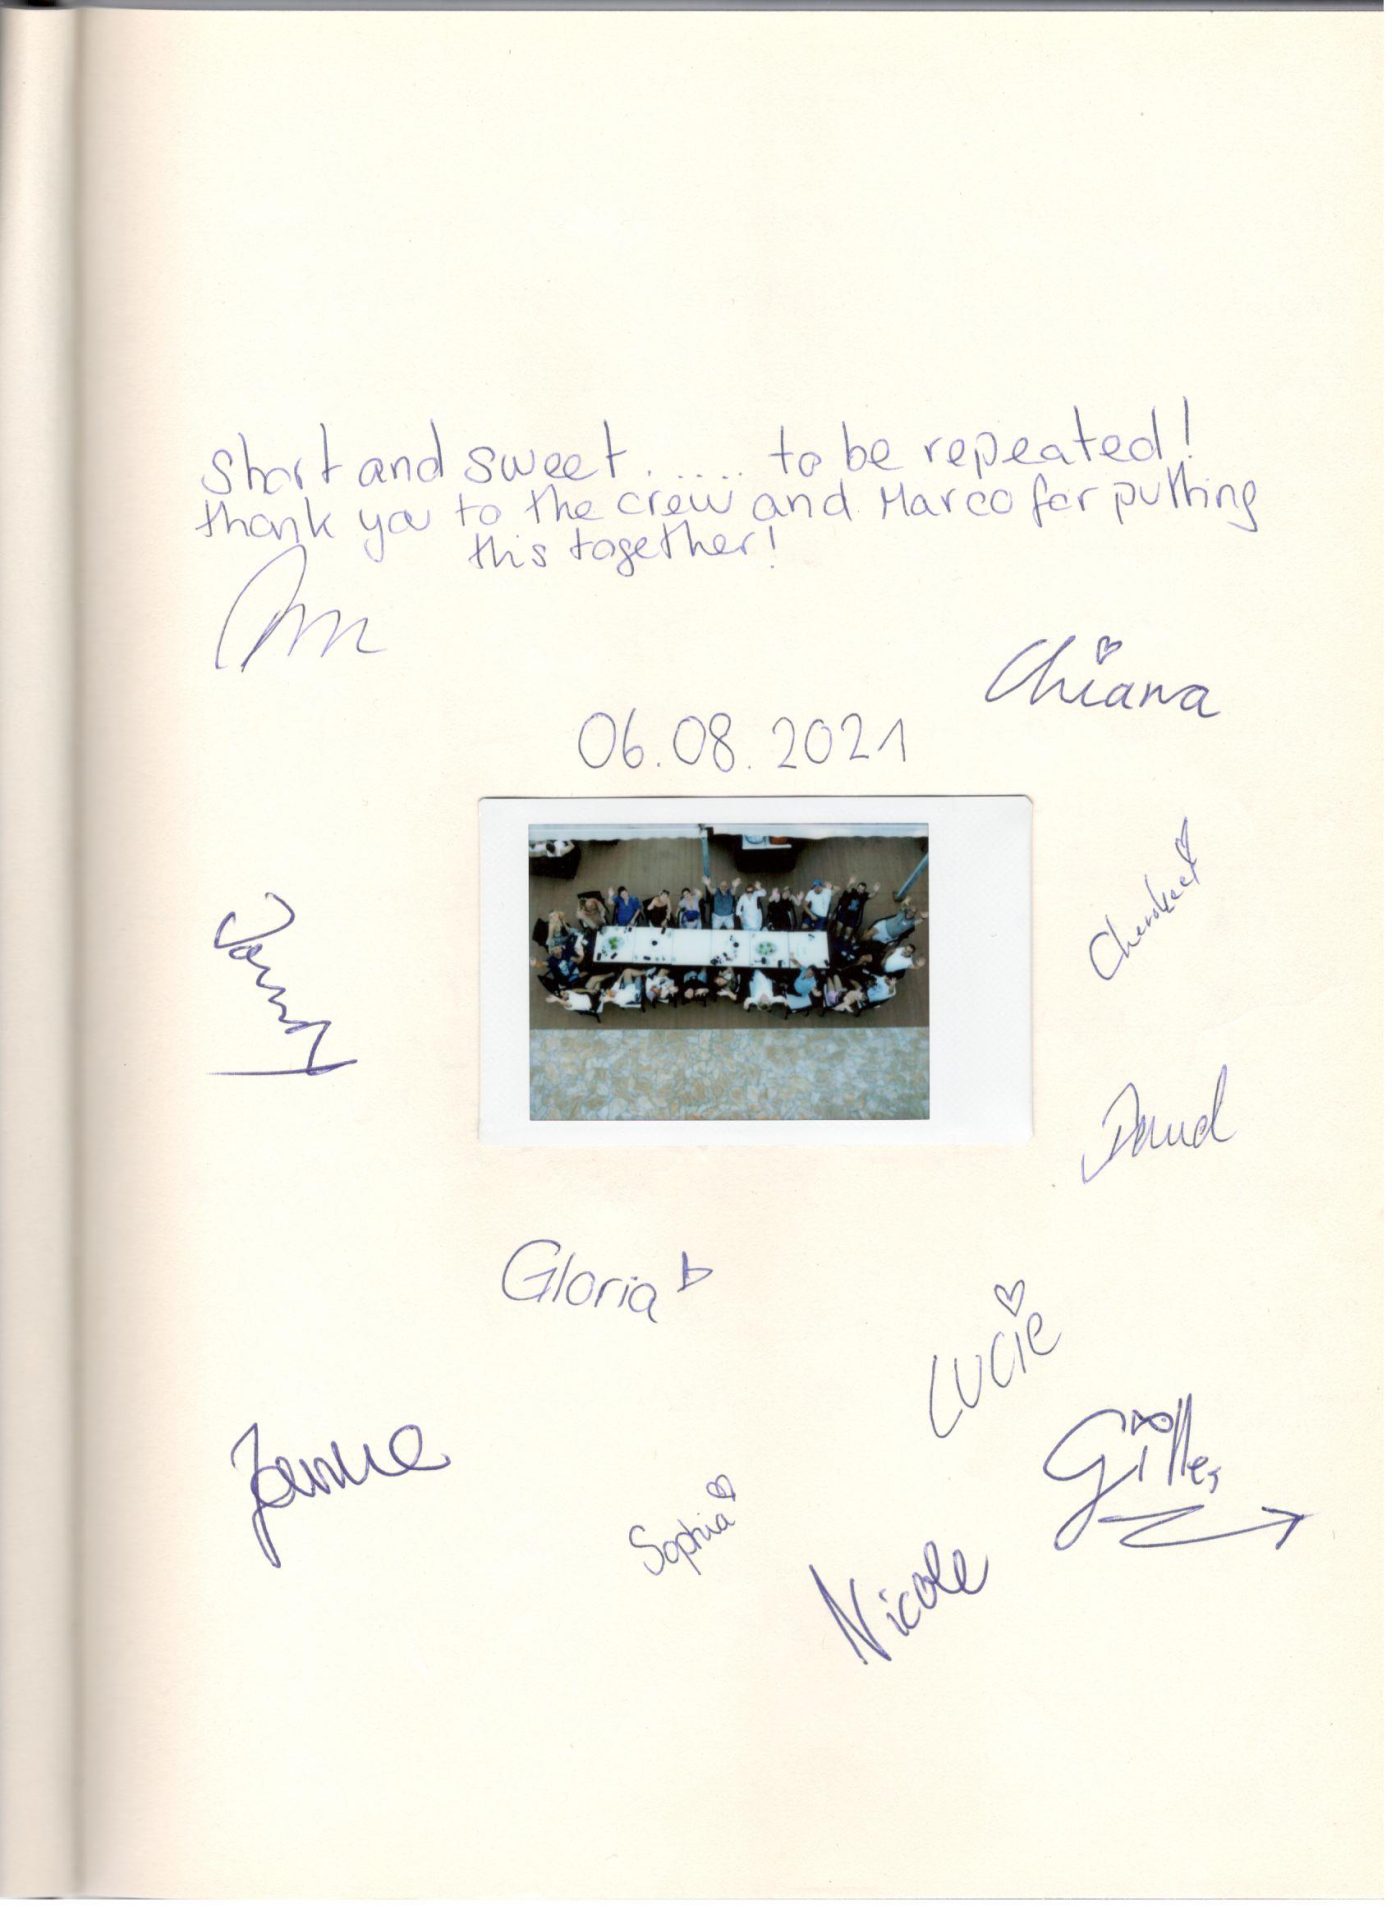 Short and sweet...... to be repeated!
thank you to the crew and Marco for putting
this together!
Chiana
06.08.2021
David
Gloria
LUCIE
Gilles
Sophia
Nicole